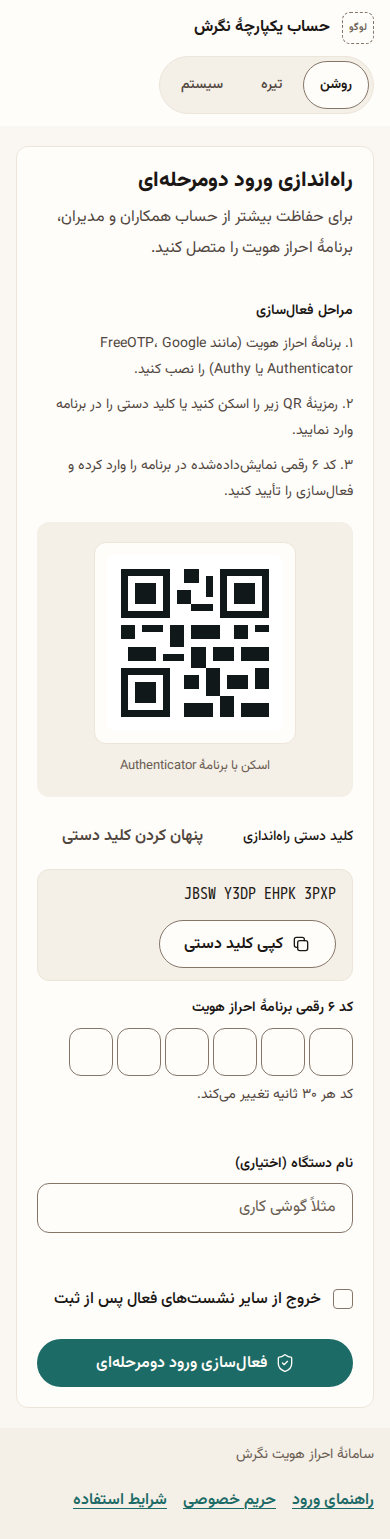 لوگو
حساب یکپارچهٔ نگرش
روشن
تیره
سیستم
راه‌اندازی ورود دومرحله‌ای
برای حفاظت بیشتر از حساب همکاران و مدیران،
برنامهٔ احراز هویت را متصل کنید.
مراحل فعال‌سازی
۱. برنامهٔ احراز هویت (مانند FreeOTP، Google
Authenticator یا Authy) را نصب کنید.
۲. رمزینهٔ QR زیر را اسکن کنید یا کلید دستی را در برنامه
وارد نمایید.
۳. کد ۶ رقمی نمایش‌داده‌شده در برنامه را وارد کرده و
فعال‌سازی را تأیید کنید.
اسکن با برنامهٔ Authenticator
کلید دستی راه‌اندازی
پنهان کردن کلید دستی
JBSW Y3DP EHPK 3PXP
کپی کلید دستی
کد ۶ رقمی برنامهٔ احراز هویت
کد هر ۳۰ ثانیه تغییر می‌کند.
نام دستگاه (اختیاری)
مثلاً گوشی کاری
خروج از سایر نشست‌های فعال پس از ثبت
فعال‌سازی ورود دومرحله‌ای
سامانهٔ احراز هویت نگرش
راهنمای ورود
حریم خصوصی
شرایط استفاده